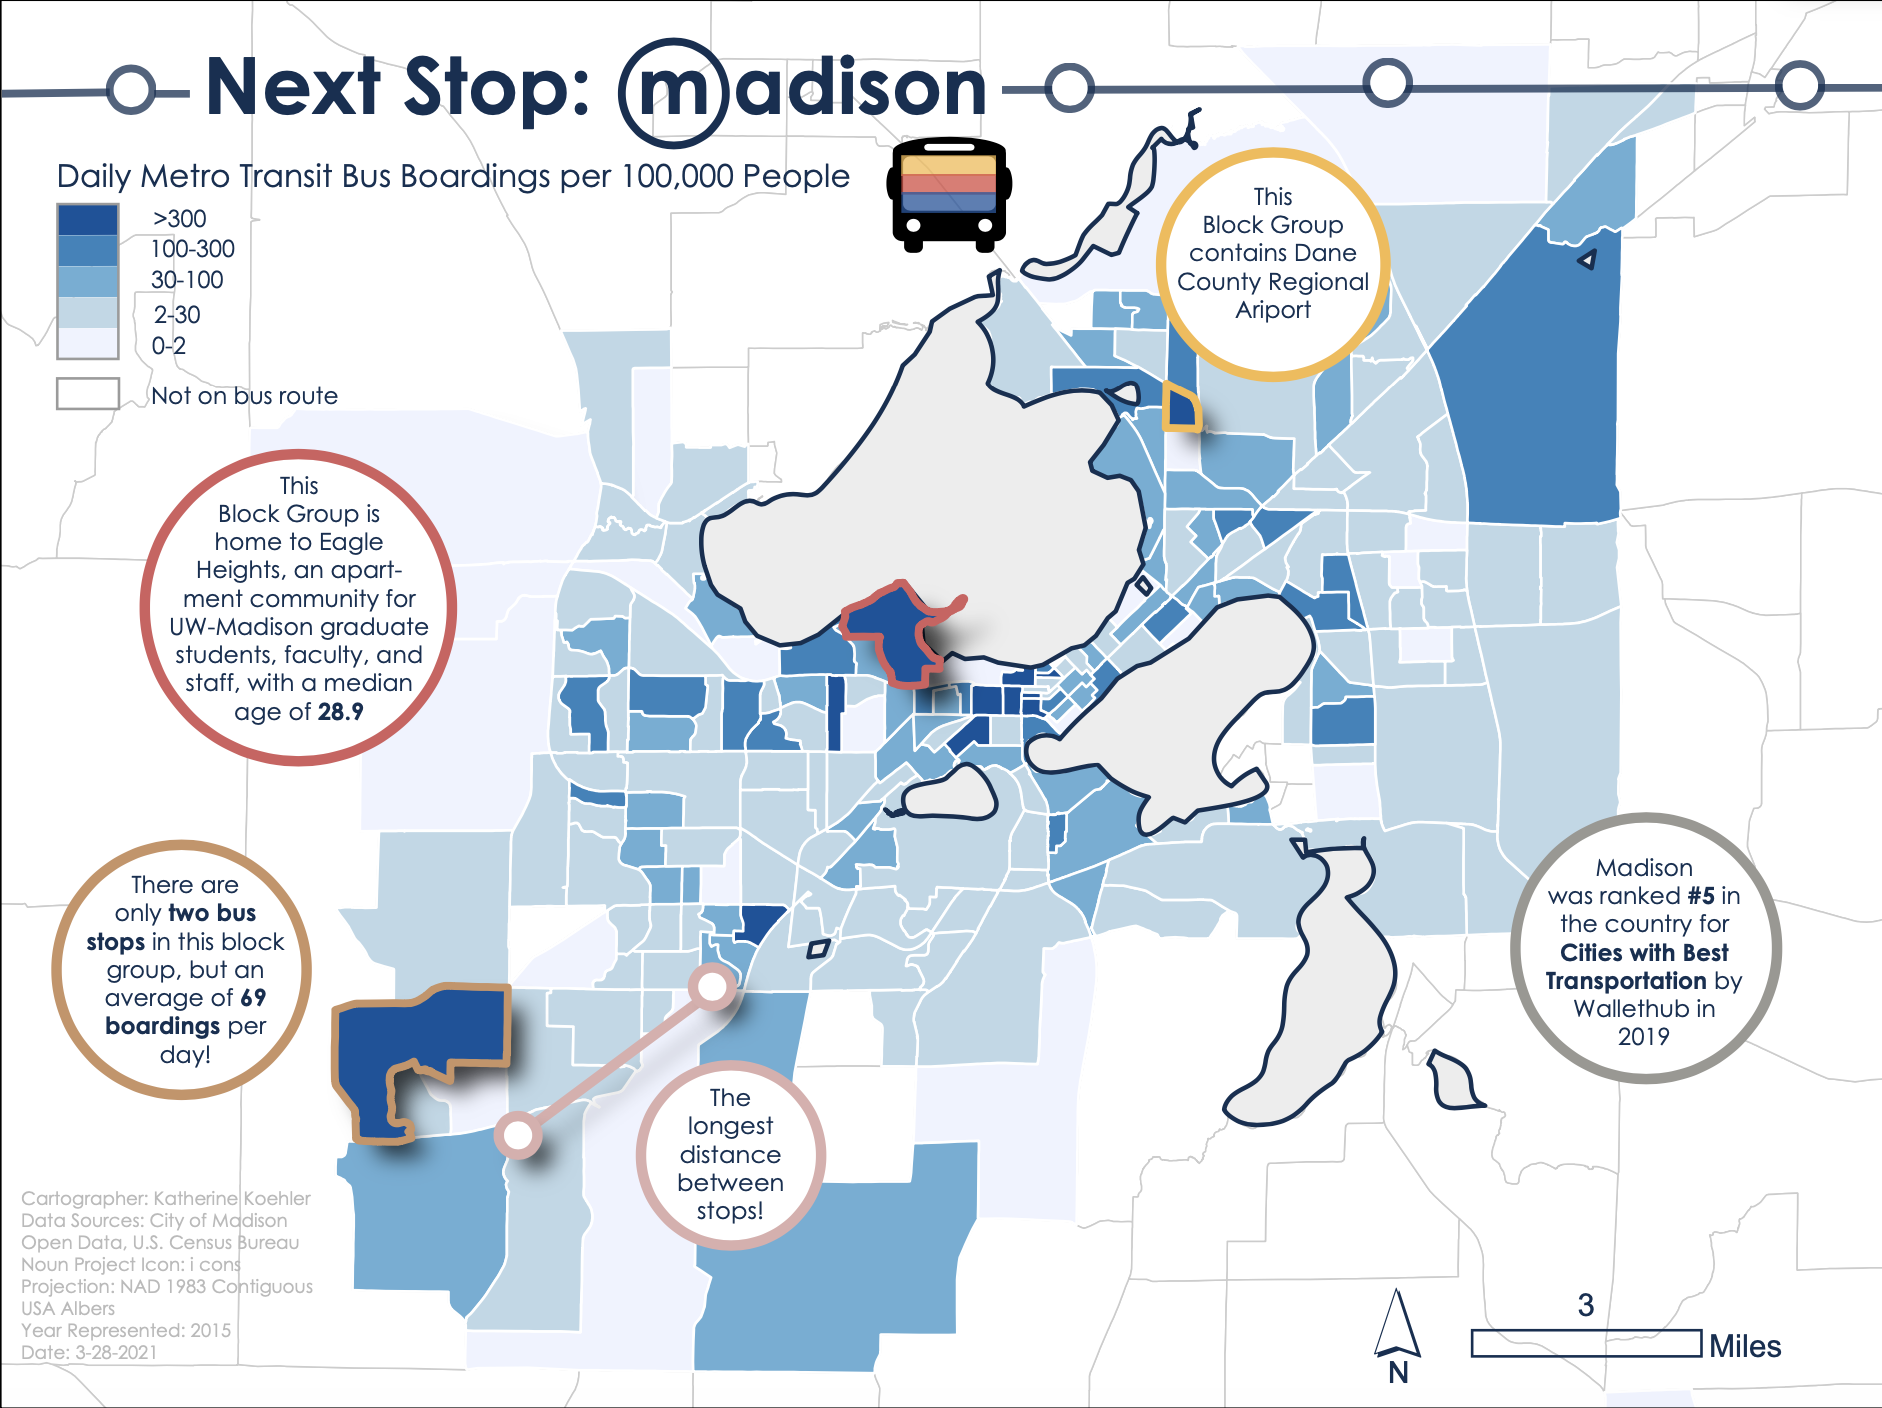 Next Stop: madison
Daily Metro Transit Bus Boardings per 100,000 People
>300
100-300
30-100
2-30
0-2
Not on bus route
This
Block Group
contains Dane
County Regional
Ariport
This
Block Group is
home to Eagle
Heights, an apart-
ment community for
UW-Madison graduate
students, faculty, and
staff, with a median
age of 28.9
There are
only two bus
stops in this block
group, but an
average of 69
boardings per
day!
The
longest
distance
between
stops!
Madison
was ranked #5 in
the country for
Cities with Best
Transportation by
Wallethub in
2019
Cartographer: Katherine Koehler
Data Sources: City of Madison
Open Data, U.S. Census Bureau
Noun Project Icon: i cons
Projection: NAD 1983 Contiguous
USA Albers
Year Represented: 2015
Date: 3-28-2021
N
3
Miles